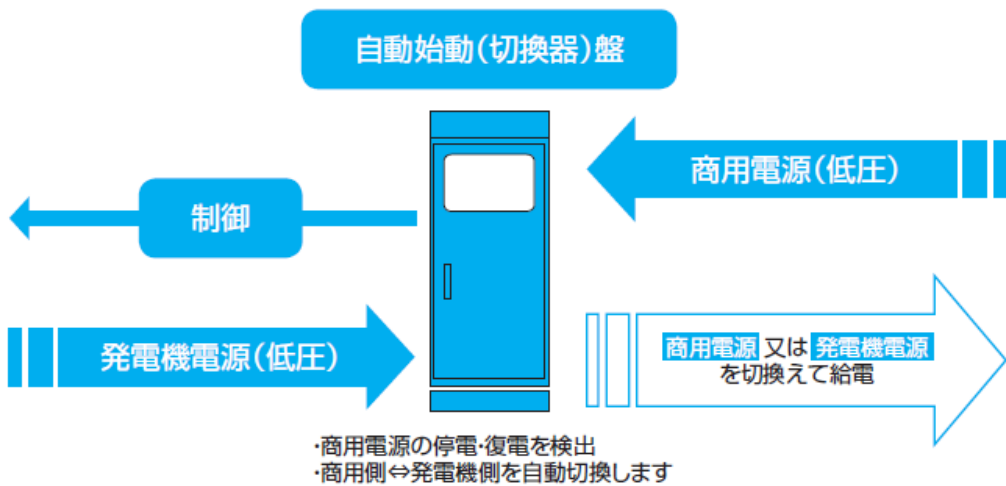 自動始動(切換器)盤
商用電源(低圧)
制御
発電機電源(低圧)
商用電源 又は 発電機電源
を切換えて給電
・商用電源の停電・復電を検出
・商用側⇔発電機側を自動切換します